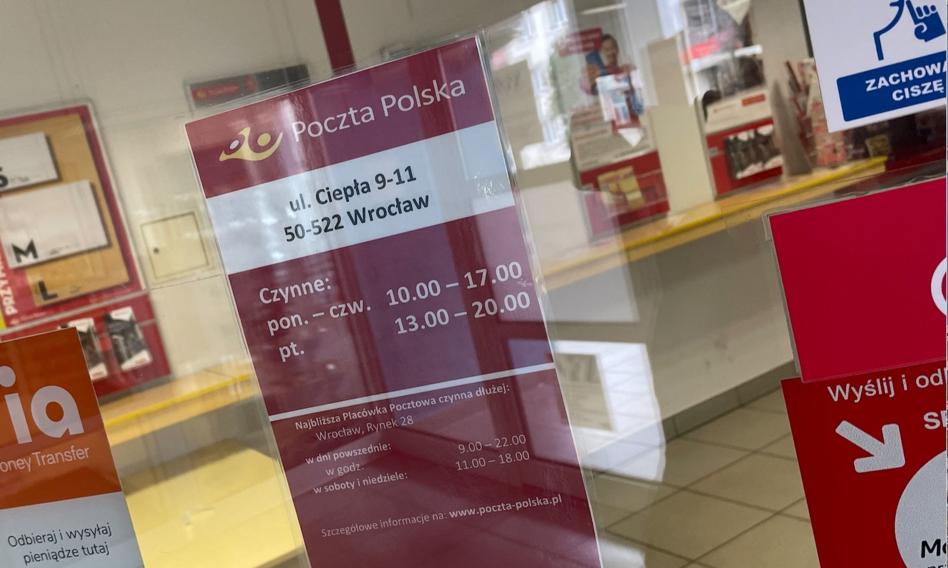 Poczta Polska
ul. Ciepła 9-11
50-522 Wrocław
Czynne:
pon. – czw. 10.00 – 17.00
pt. 13.00 – 20.00
Najbliższa Placówka Pocztowa czynna dłużej:
Wrocław, Rynek 28
w dni powszednie: 9.00 – 22.00
w godz. 11.00 – 18.00
w soboty i niedziele:
Szczegółowe informacje na: www.poczta-polska.pl
ZACHOWA
CISZĘ
M
L
ia
oney Transfer
Odbieraj i wysyłaj
pieniądze tutaj
Wyślij i od